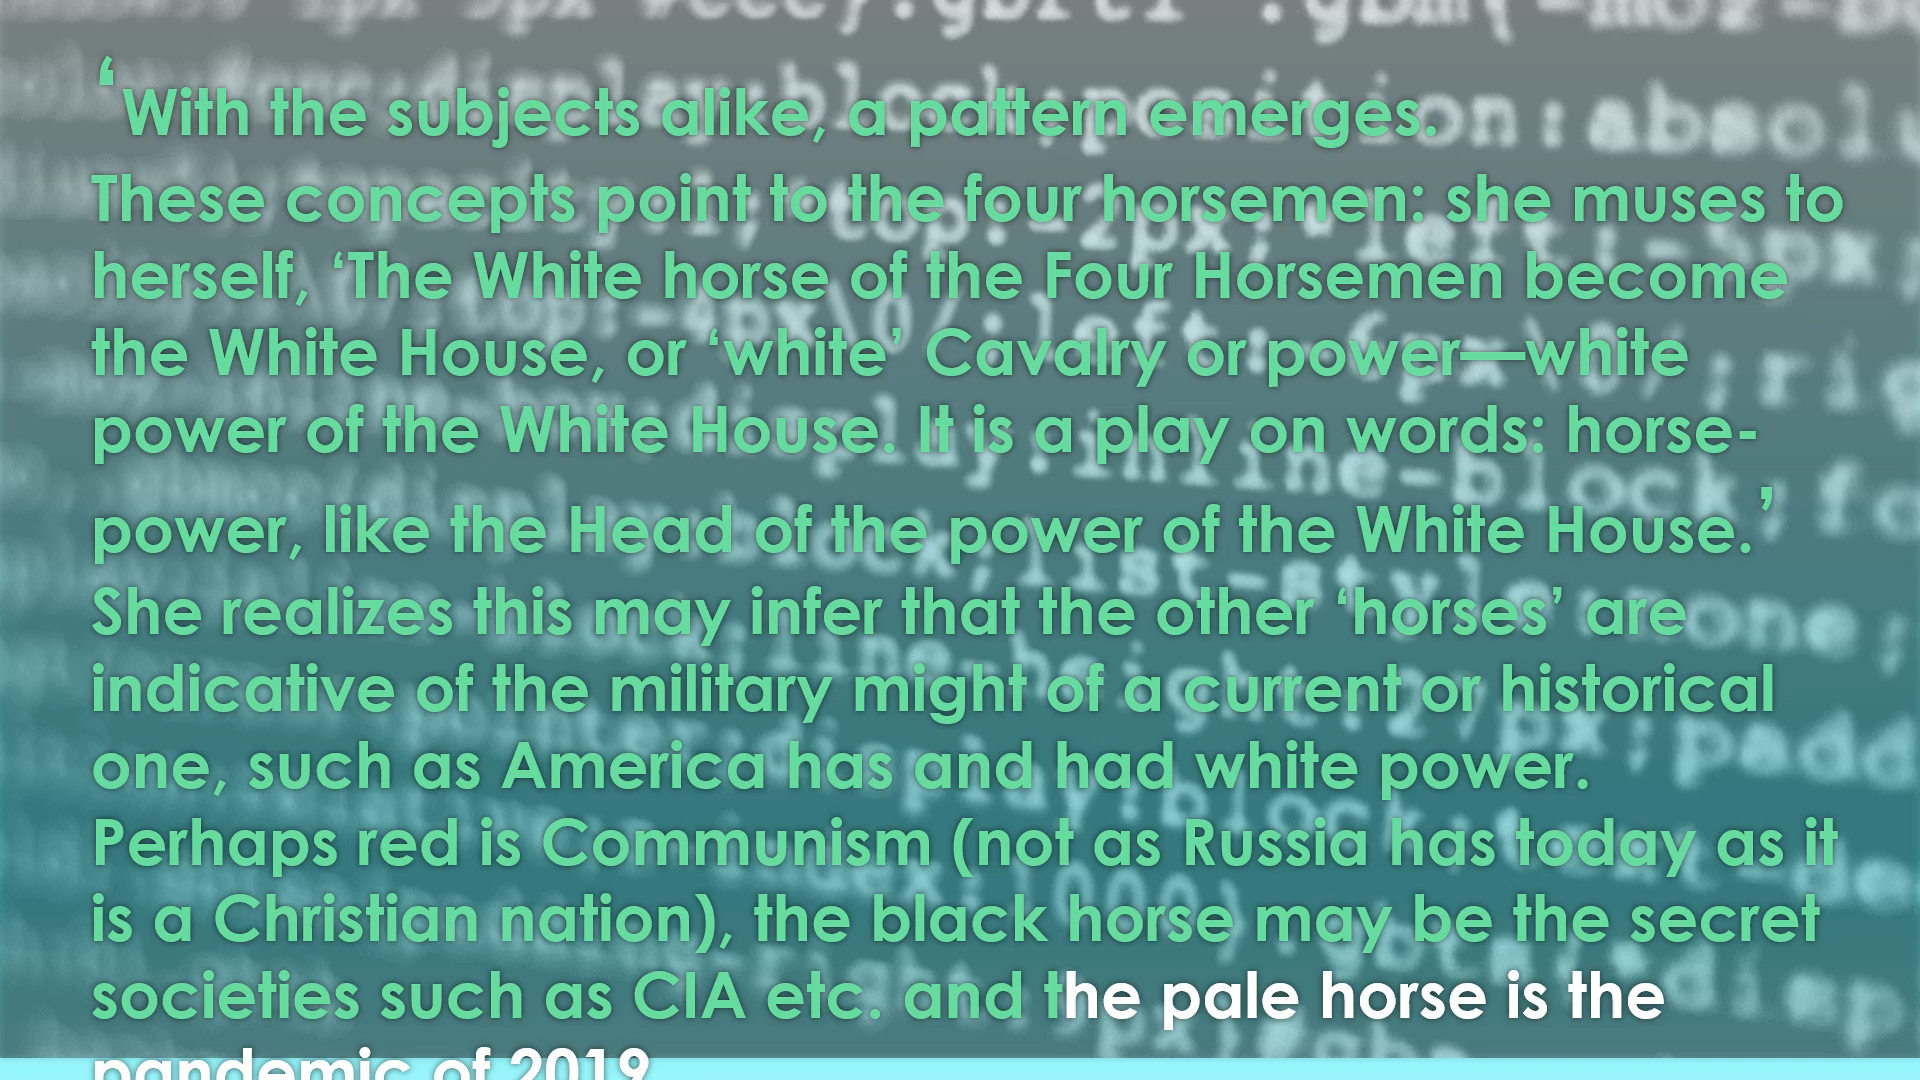 ‘With the subjects alike, a pattern emerges.
These concepts point to the four horsemen: she muses to
herself, ‘The White horse of the Four Horsemen become
the White House, or ‘white’ Cavalry or power—white
power of the White House. It is a play on words: horse-
power, like the Head of the power of the White House.’
She realizes this may infer that the other ‘horses’ are
indicative of the military might of a current or historical
one, such as America has and had white power.
Perhaps red is Communism (not as Russia has today as it
is a Christian nation), the black horse may be the secret
societies such as CIA etc. and the pale horse is the
pandemic of 2019